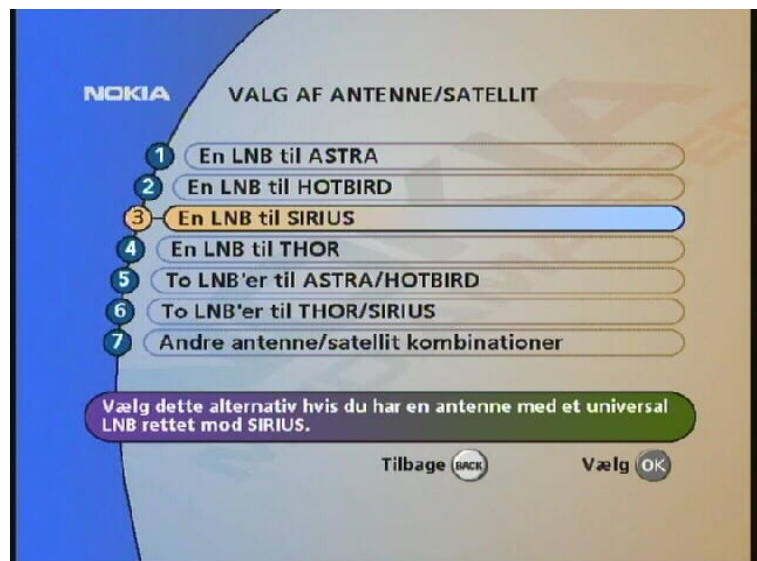 NOKIA
VALG AF ANTENNE/SATELLIT
1 En LNB til ASTRA
2 En LNB til HOTBIRD
3 En LNB til SIRIUS
4 En LNB til THOR
5 To LNB'er til ASTRA/HOTBIRD
6 To LNB'er til THOR/SIRIUS
7 Andre antenne/satellit kombinationer
Vælg dette alternativ hvis du har en antenne med et universal
LNB rettet mod SIRIUS.
Tilbage BACK Vælg OK